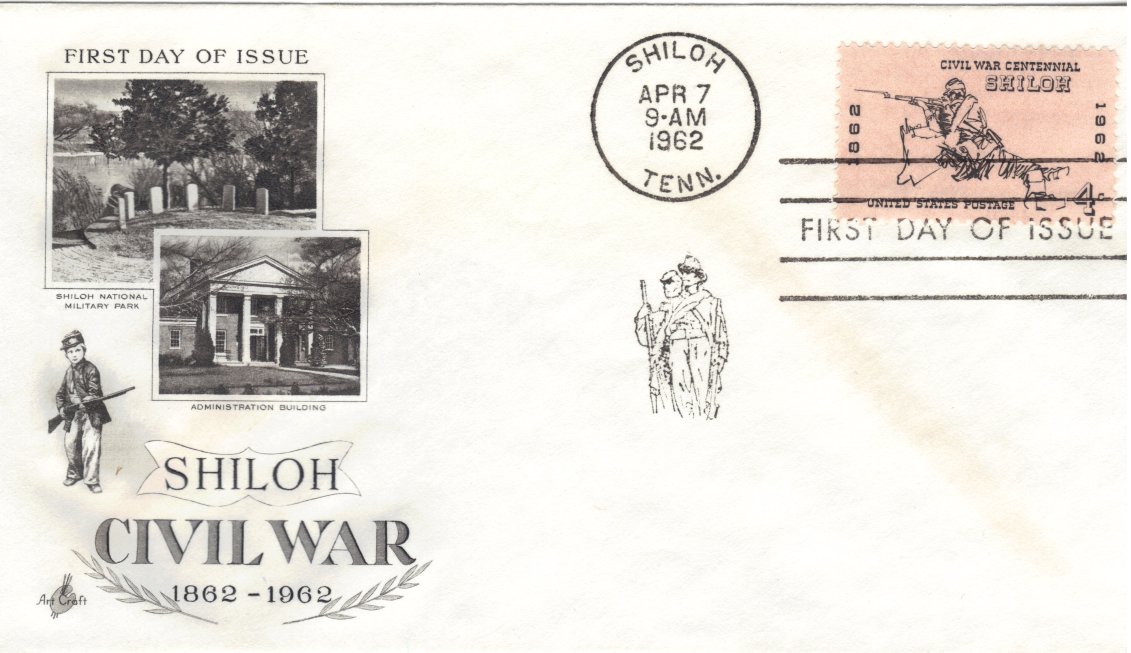 FIRST DAY OF ISSUE
SHILOH NATIONAL
MILITARY PARK
ADMINISTRATION BUILDING
SHILOH
CIVIL WAR
1862 - 1962
Art Craft
SHILOH
APR 7
9-AM
1962
TENN.
CIVIL WAR CENTENNIAL
SHILOH
1862
1962
4¢
UNITED STATES POSTAGE
FIRST DAY OF ISSUE